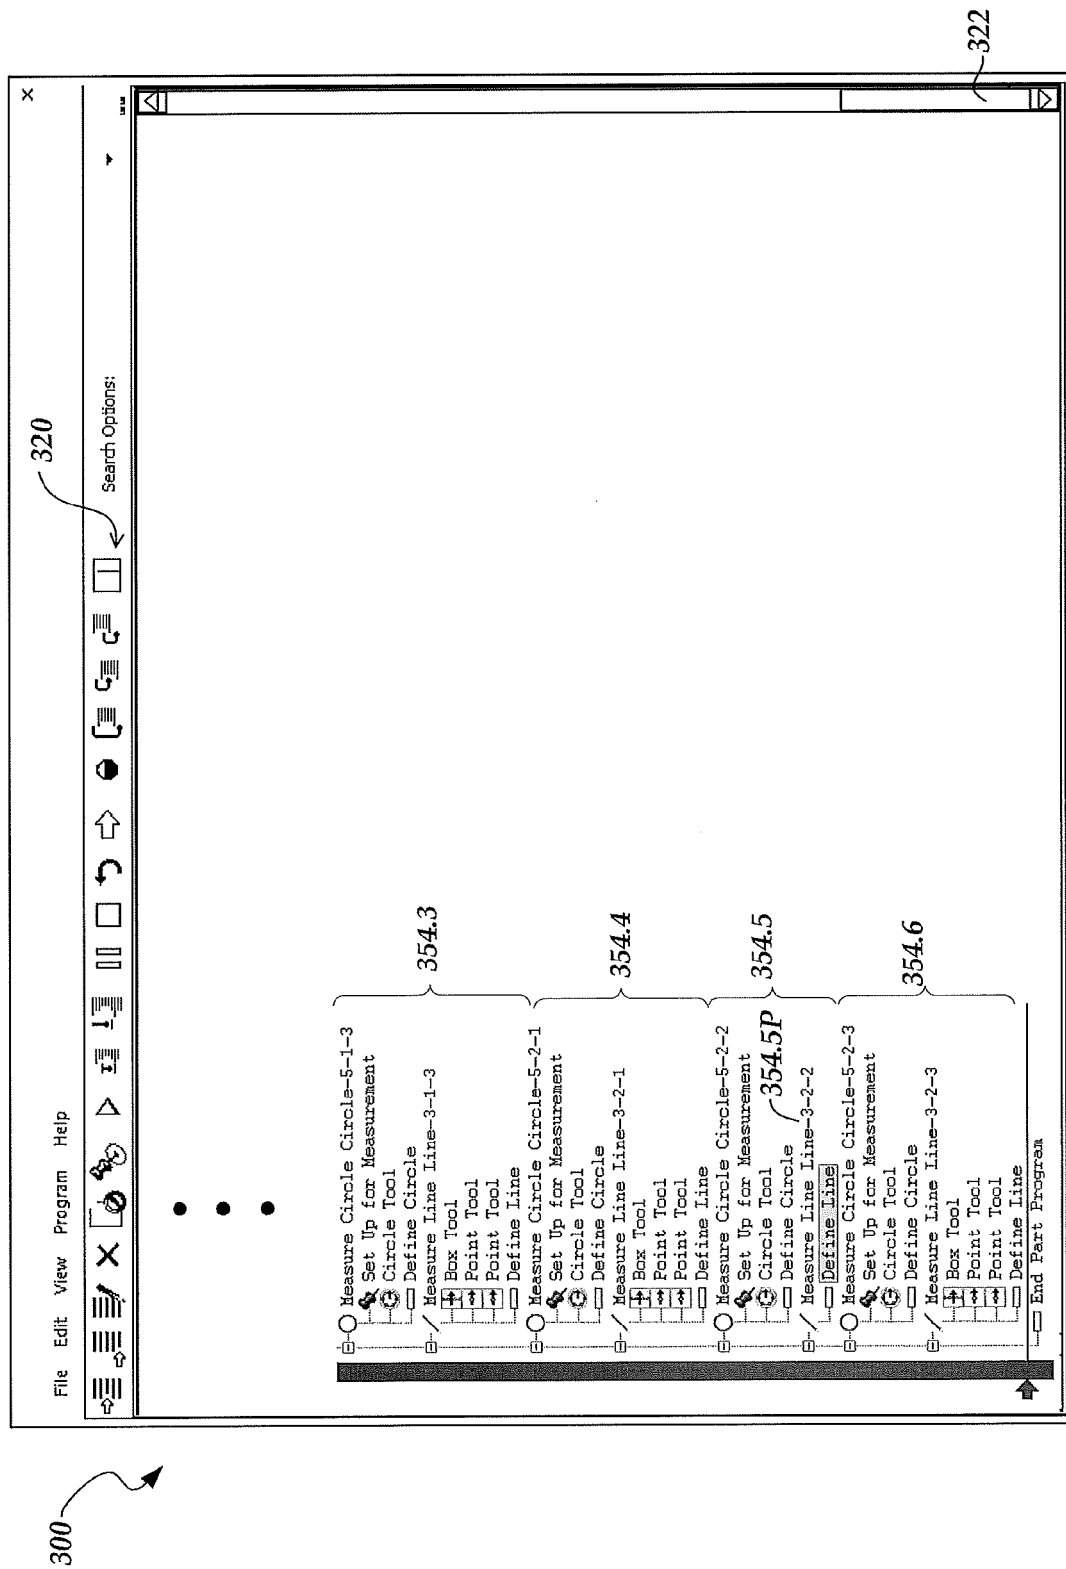 300
File Edit View Program Help
x
320
Search Options:
Measure Circle Circle-5-1-3
Set Up for Measurement
Circle Tool
Define Circle
Measure Line Line-3-1-3
Box Tool
Point Tool
Point Tool
Define Line
354.3
Measure Circle Circle-5-2-1
Set Up for Measurement
Circle Tool
Define Circle
Measure Line Line-3-2-1
Box Tool
Point Tool
Point Tool
Define Line
354.4
Measure Circle Circle-5-2-2
Set Up for Measurement
Circle Tool
Define Circle
Measure Line Line-3-2-2
Define Line
354.5
354.5P
Measure Circle Circle-5-2-3
Set Up for Measurement
Circle Tool
Define Circle
Measure Line Line-3-2-3
Box Tool
Point Tool
Point Tool
Define Line
354.6
End Part Program
322